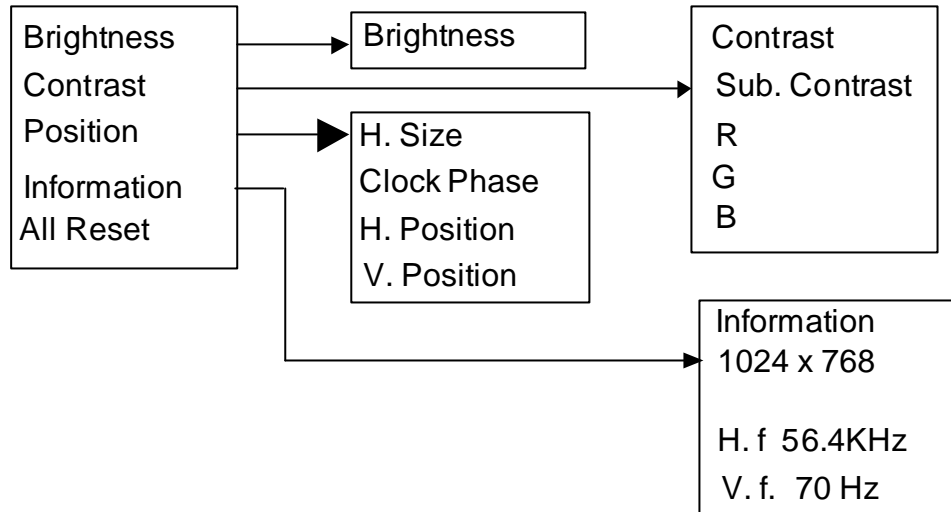 Brightness
Contrast
Position
Information
All Reset
Brightness
H. Size
Clock Phase
H. Position
V. Position
Contrast
Sub. Contrast
R
G
B
Information
1024 x 768
H. f 56.4KHz
V. f. 70 Hz